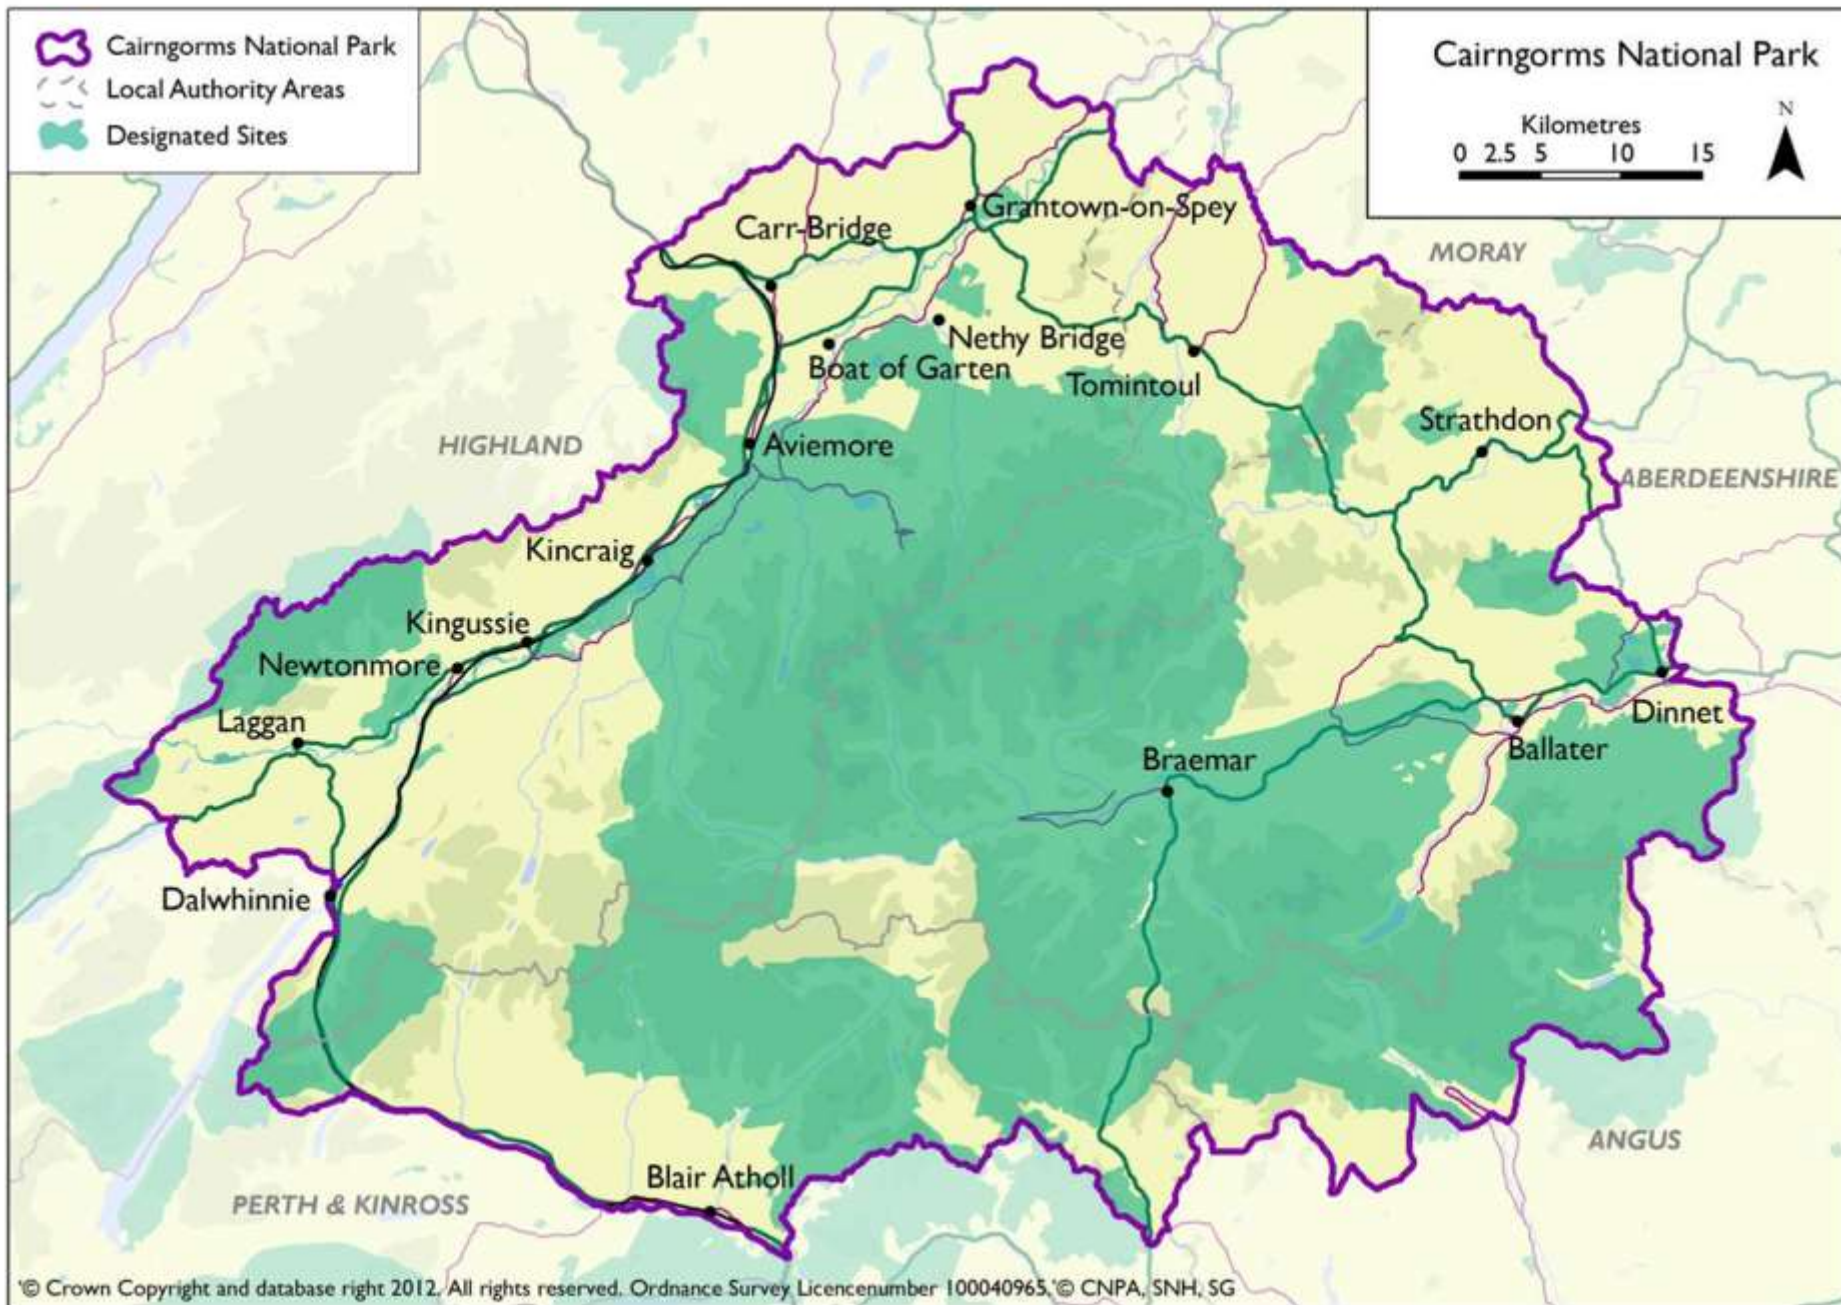 Cairngorms National Park
Local Authority Areas
Designated Sites
Cairngorms National Park
Kilometres
0 2.5 5 10 15
N
Grantown-on-Spey
Carr-Bridge
MORAY
Nethy Bridge
Boat of Garten
Tomintoul
Strathdon
HIGHLAND
Aviemore
ABERDEENSHIRE
Kincraig
Kingussie
Newtonmore
Laggan
Dinnet
Ballater
Braemar
Dalwhinnie
ANGUS
Blair Atholl
PERTH & KINROSS
'© Crown Copyright and database right 2012. All rights reserved. Ordnance Survey Licencenumber 100040965.'© CNPA, SNH, SG